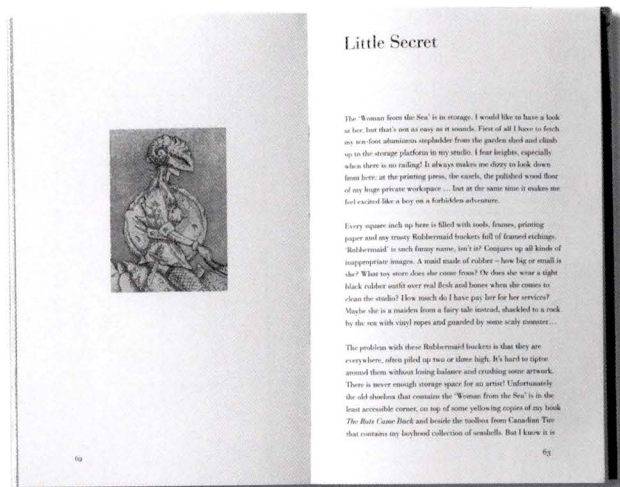 Little Secret
The 'Woman from the Sea' is in storage. I would like to have a look
at her, but that's not as easy as it sounds. First of all I have to fetch
my ten-foot aluminum stepladder from the garden shed and climb
up to the storage platform in my studio. I fear heights, especially
when there is no railing! It always makes me dizzy to look down
from here, at the printing press, the easels, the polished wood floor
of my huge private workspace ... but at the same time it makes me
feel excited like a boy on a forbidden adventure.
Every square inch up here is filled with tools, frames, printing
paper and my trusty Rubbermaid buckets full of framed etchings.
'Rubbermaid' is such funny name, isn't it? Conjures up all kinds of
inappropriate images. A maid made of rubber – how big or small is
she? What toy store does she come from? Or does she wear a tight
black rubber outfit over real flesh and bones when she comes to
clean the studio? How much do I have pay her for her services?
Maybe she is a maiden from a fairy tale instead, shackled to a rock
by the sea with vinyl ropes and guarded by some scaly monster...
The problem with these Rubbermaid buckets is that they are
everywhere, often piled up two or three high. It's hard to tiptoe
around them without losing balance and crushing some artwork.
There is never enough storage space for an artist! Unfortunately
the old shoebox that contains the 'Woman from the Sea' is in the
least accessible corner, on top of some yellowing copies of my book
The Rats Came Back and beside the toolbox from Canadian Tire
that contains my boyhood collection of seashells. But I know it is
62
63